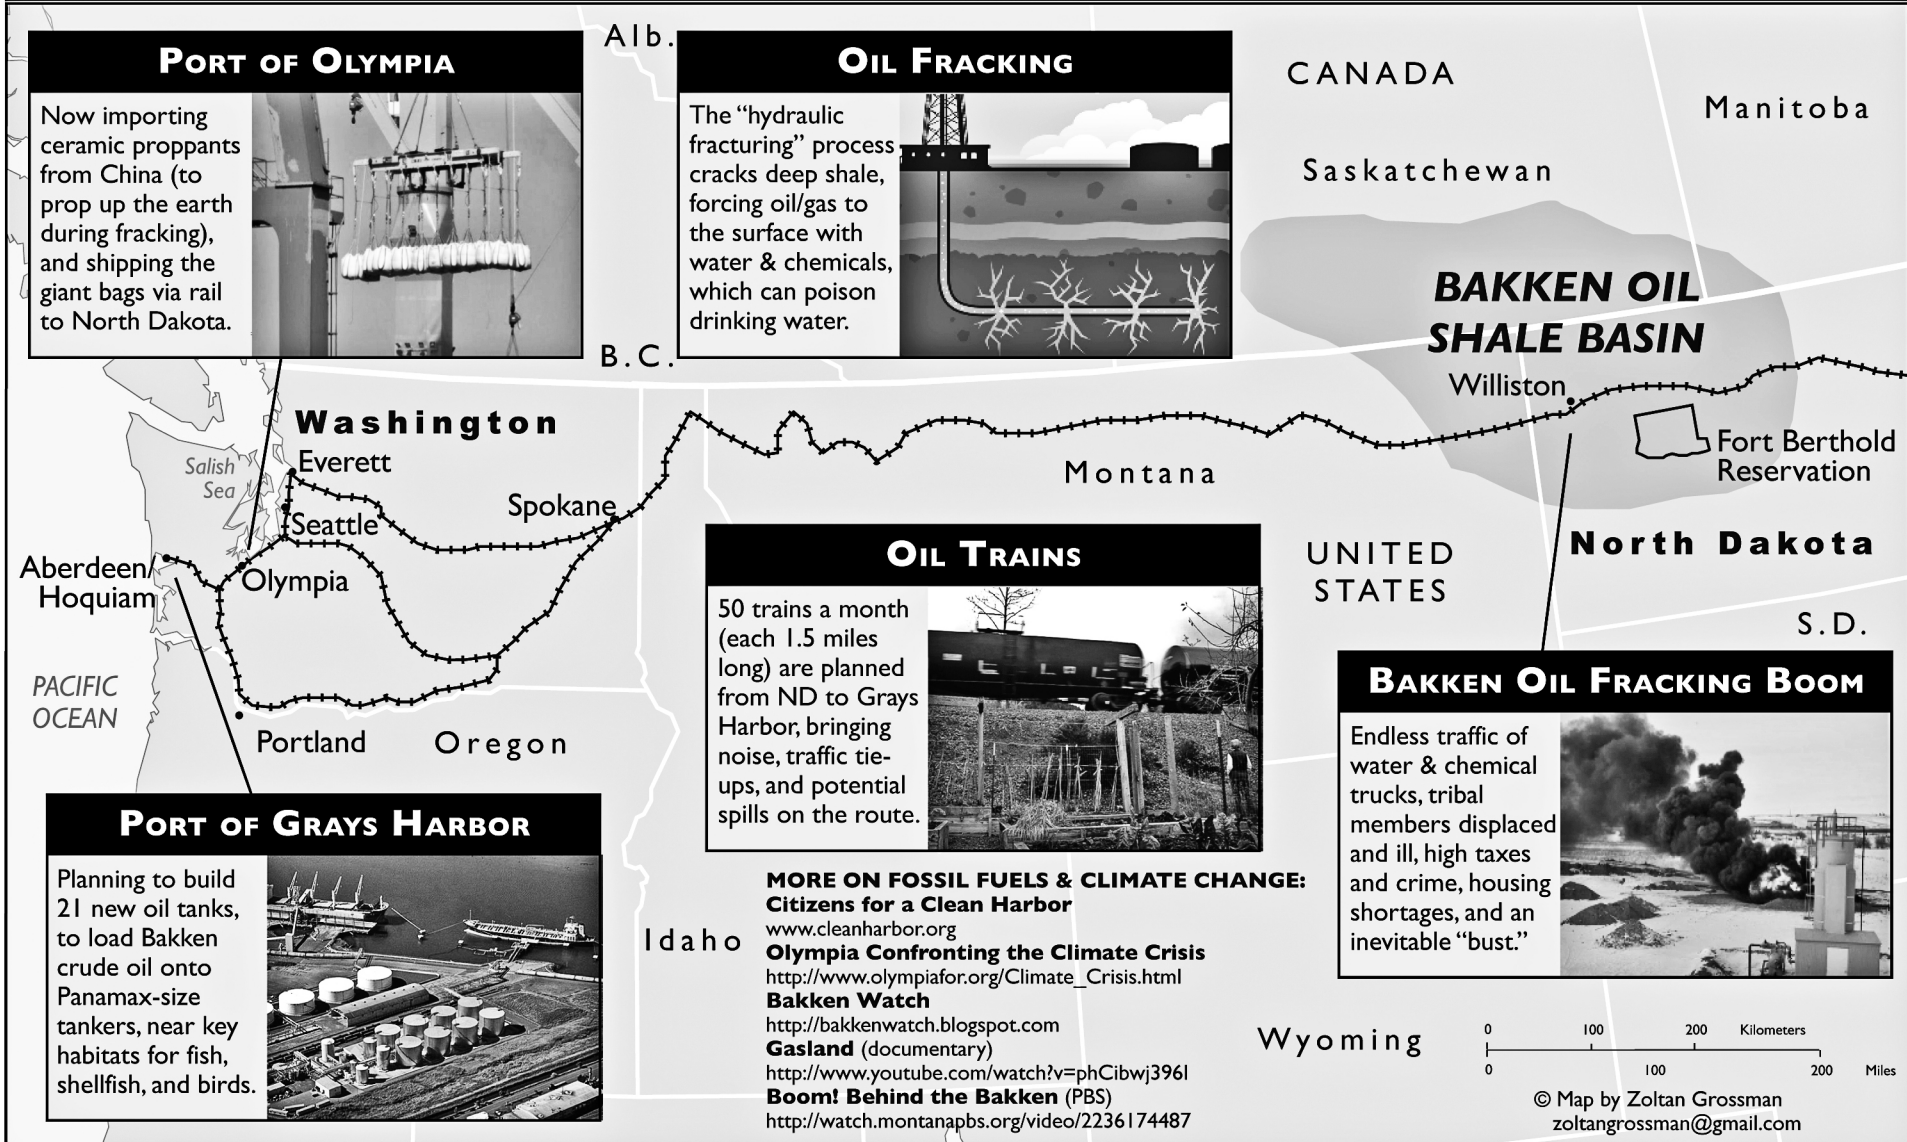 PORT OF OLYMPIA
Now importing
ceramic proppants
from China (to
prop up the earth
during fracking),
and shipping the
giant bags via rail
to North Dakota.
Alb.
OIL FRACKING
The “hydraulic
fracturing” process
cracks deep shale,
forcing oil/gas to
the surface with
water & chemicals,
which can poison
drinking water.
CANADA
Manitoba
Saskatchewan
BAKKEN OIL
SHALE BASIN
Williston
Fort Berthold
Reservation
B.C.
Washington
Salish
Sea
Everett
Seattle
Spokane
Montana
Aberdeen/
Hoquiam
Olympia
UNITED
STATES
North Dakota
S.D.
PACIFIC
OCEAN
Portland
Oregon
OIL TRAINS
50 trains a month
(each 1.5 miles
long) are planned
from ND to Grays
Harbor, bringing
noise, traffic tie-
ups, and potential
spills on the route.
BAKKEN OIL FRACKING BOOM
Endless traffic of
water & chemical
trucks, tribal
members displaced
and ill, high taxes
and crime, housing
shortages, and an
inevitable “bust.”
PORT OF GRAYS HARBOR
Planning to build
21 new oil tanks,
to load Bakken
crude oil onto
Panamax-size
tankers, near key
habitats for fish,
shellfish, and birds.
Idaho
MORE ON FOSSIL FUELS & CLIMATE CHANGE:
Citizens for a Clean Harbor
www.cleanharbor.org
Olympia Confronting the Climate Crisis
http://www.olympiafor.org/Climate_Crisis.html
Bakken Watch
http://bakkenwatch.blogspot.com
Gasland (documentary)
http://www.youtube.com/watch?v=phCibwj396I
Boom! Behind the Bakken (PBS)
http://watch.montanapbs.org/video/2236174487
Wyoming
0 100 200 Kilometers
0 100 200 Miles
© Map by Zoltan Grossman
zoltangrossman@gmail.com